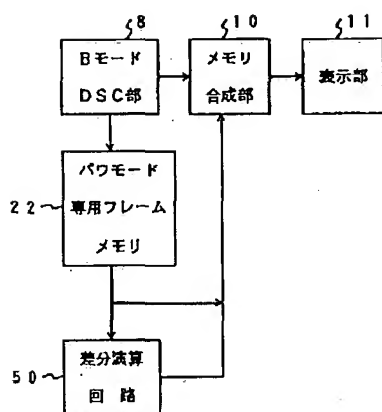 8
10
11
Bモード
DSC部
メモリ
合成部
表示部
パワモード
22
専用フレーム
メモリ
差分演算
50
回路